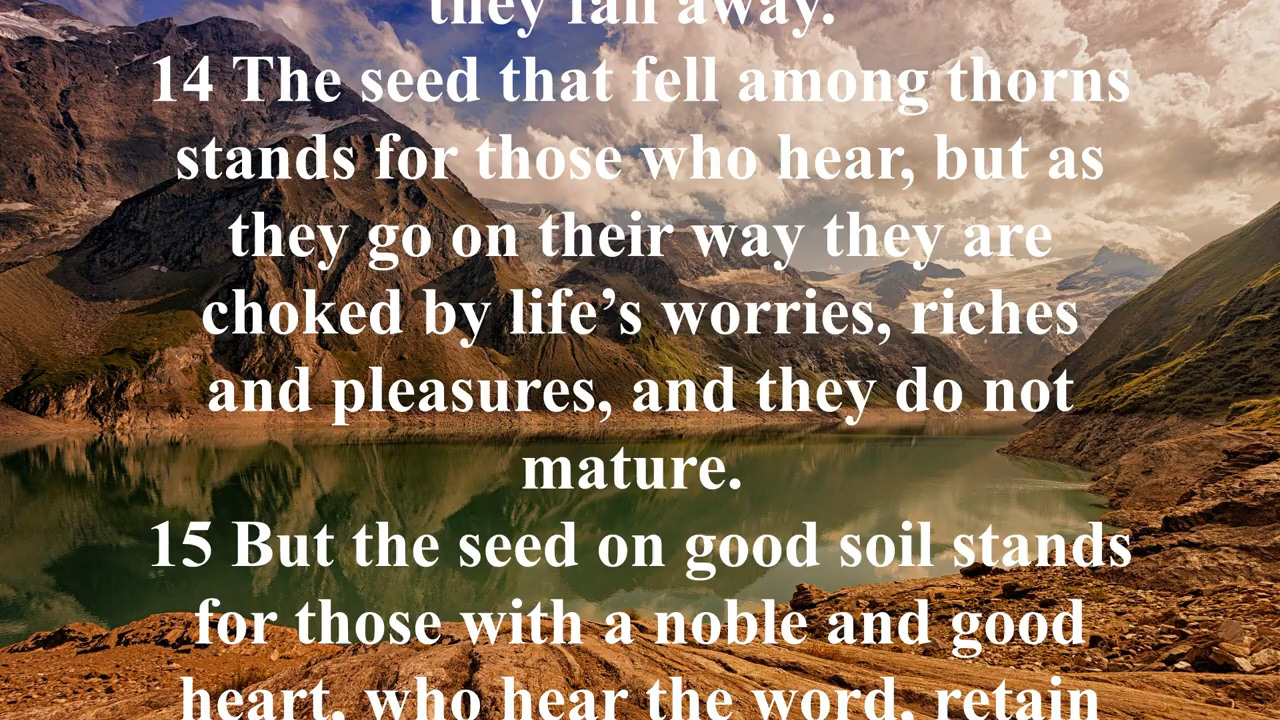 they fall away.
14 The seed that fell among thorns
stands for those who hear, but as
they go on their way they are
choked by life’s worries, riches
and pleasures, and they do not
mature.
15 But the seed on good soil stands
for those with a noble and good
heart, who hear the word, retain